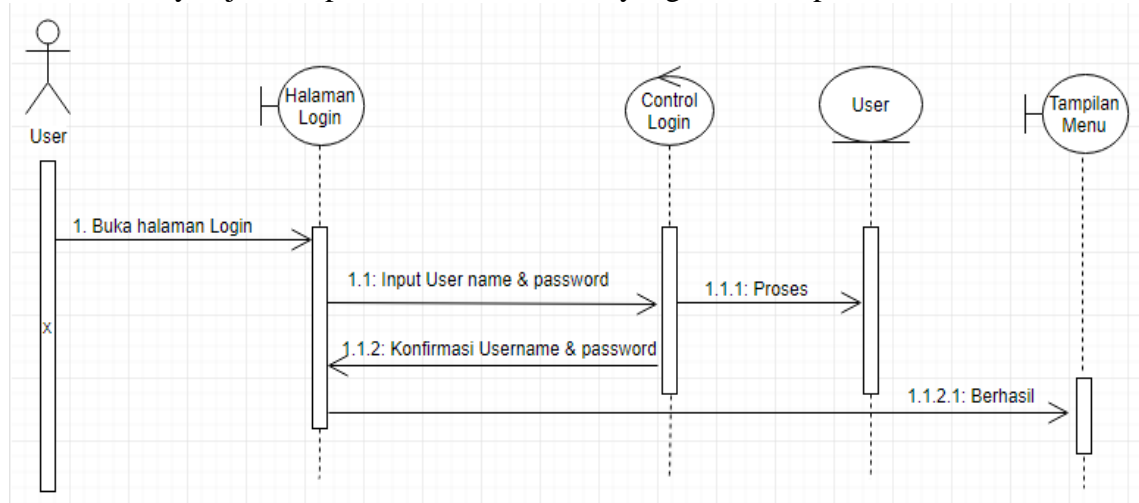 Halaman
Login
Control
Login
User
Tampilan
Menu
User
1. Buka halaman Login
1.1: Input User name & password
1.1.1: Proses
X
1.1.2: Konfirmasi Username & password
1.1.2.1: Berhasil